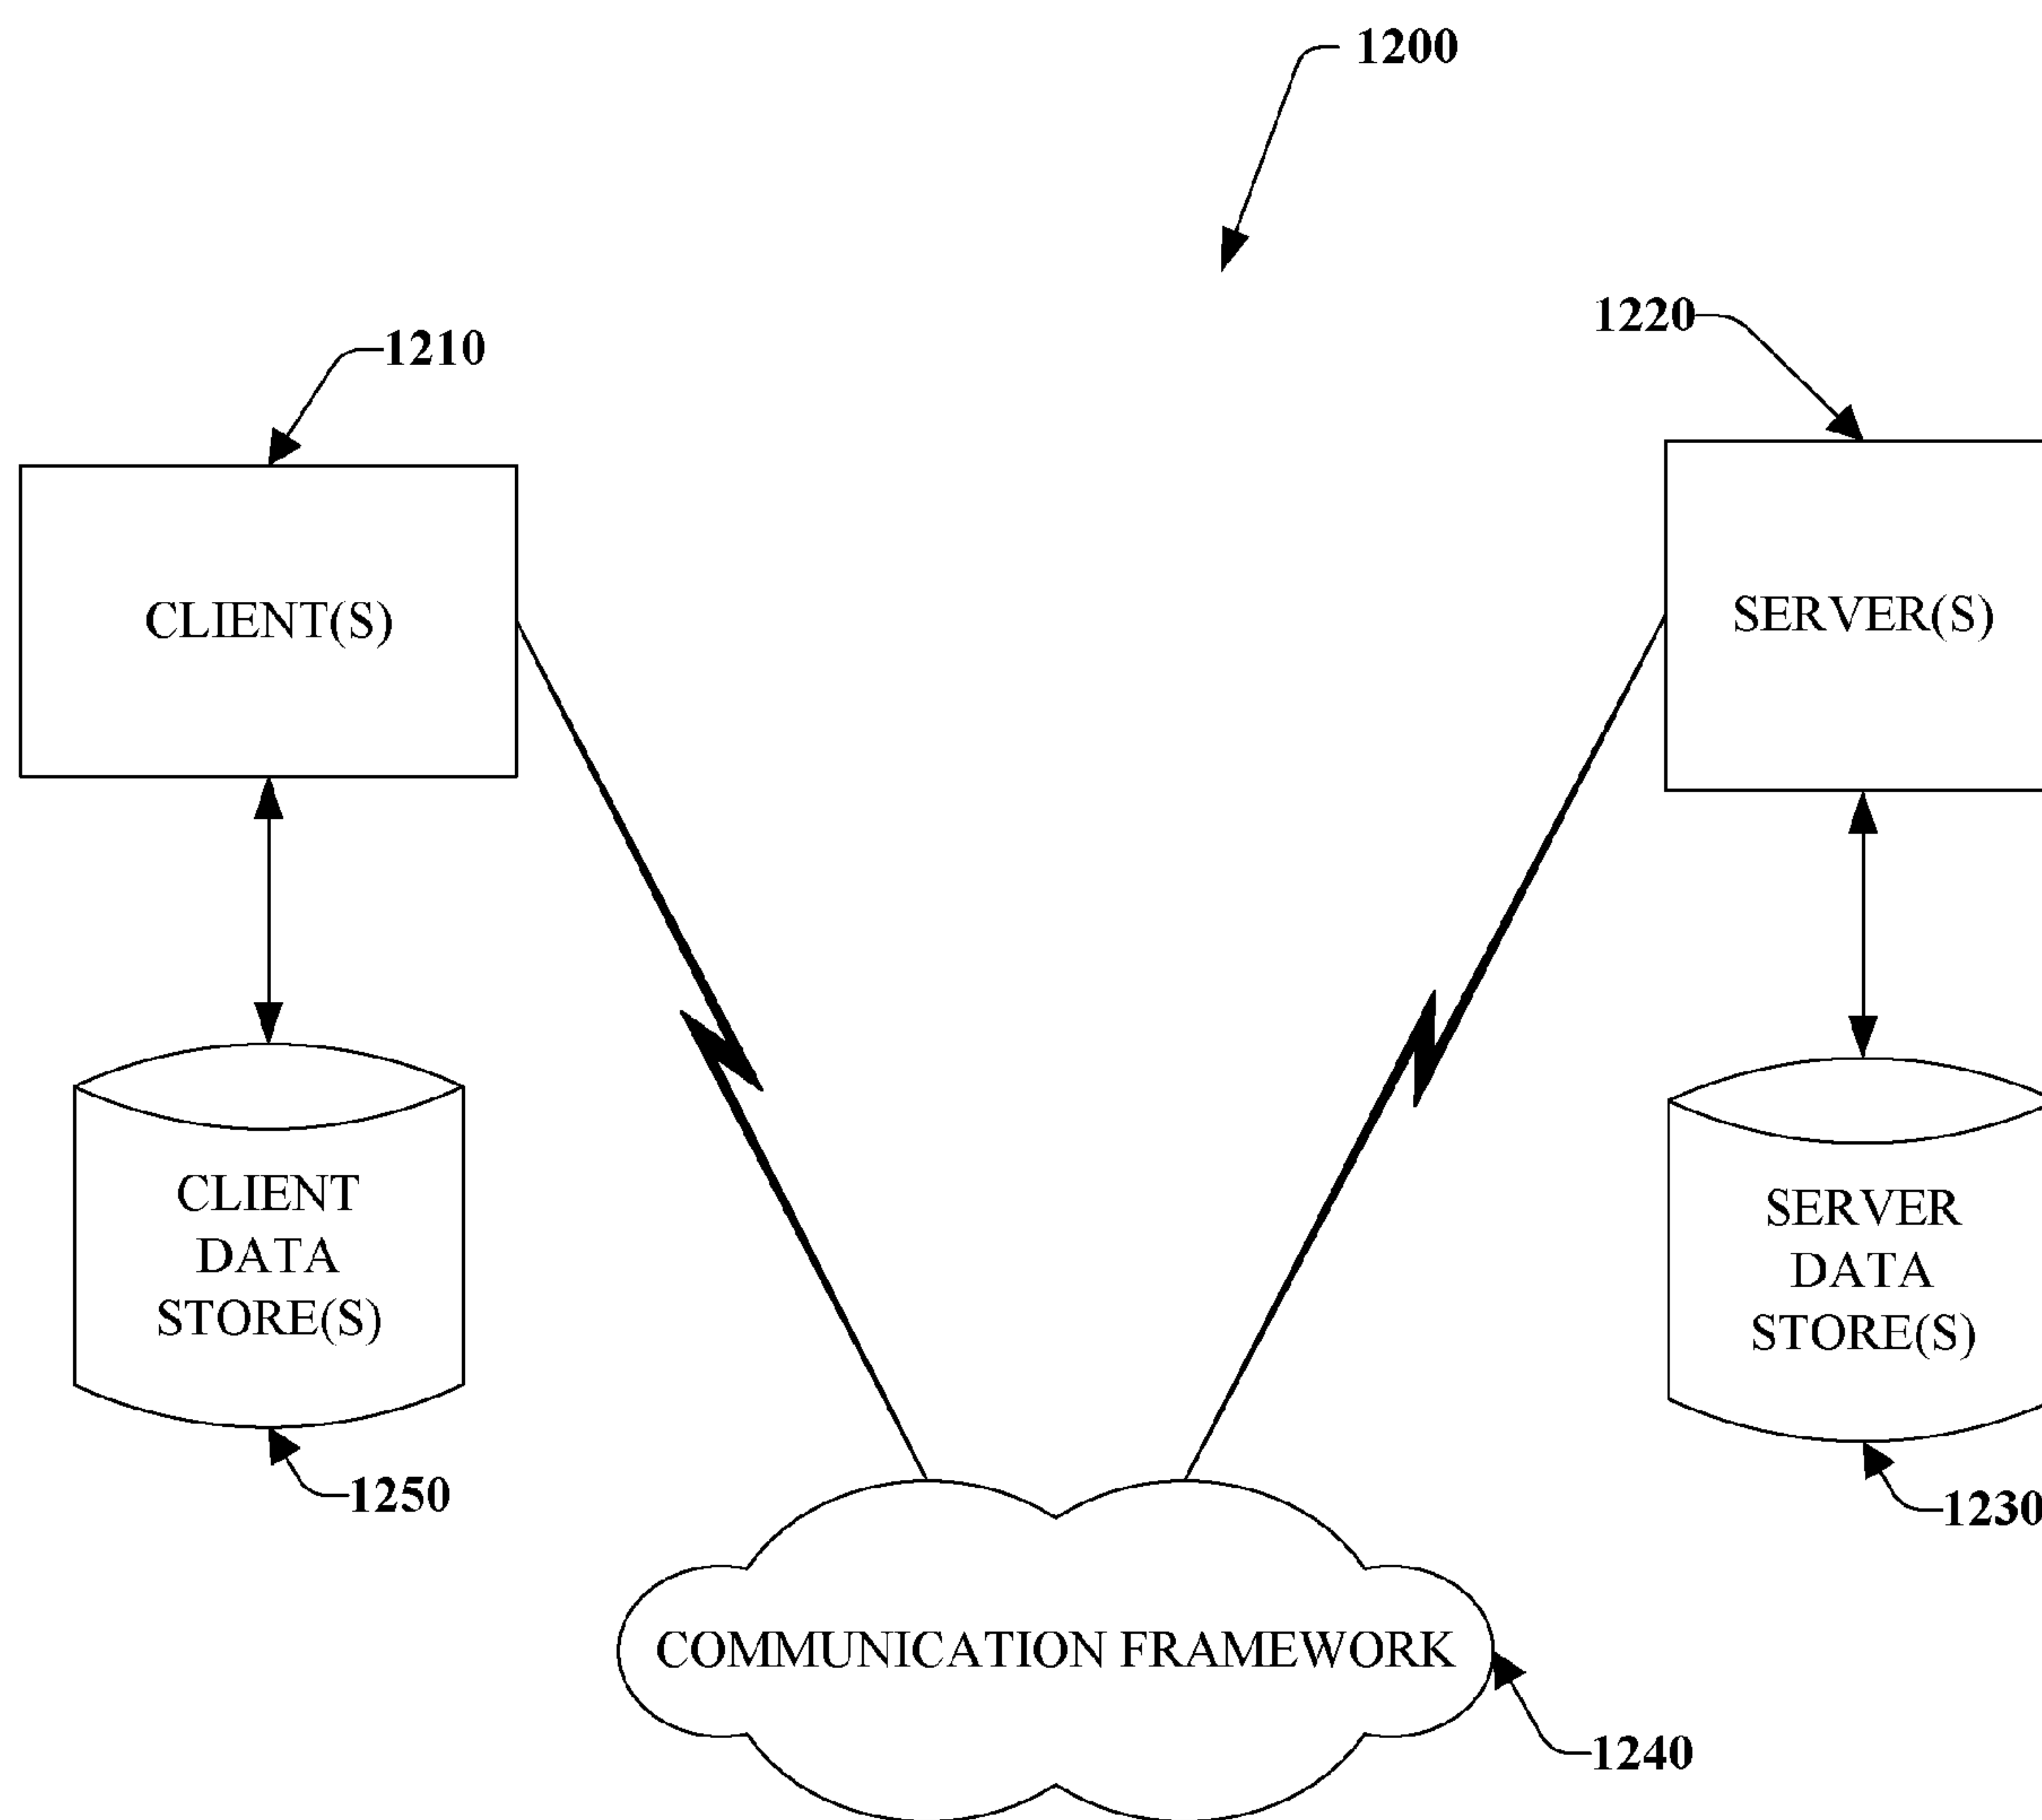 1200
1210
1220
CLIENT(S)
SERVER(S)
CLIENT
DATA
STORE(S)
SERVER
DATA
STORE(S)
1250
1230
COMMUNICATION FRAMEWORK
1240